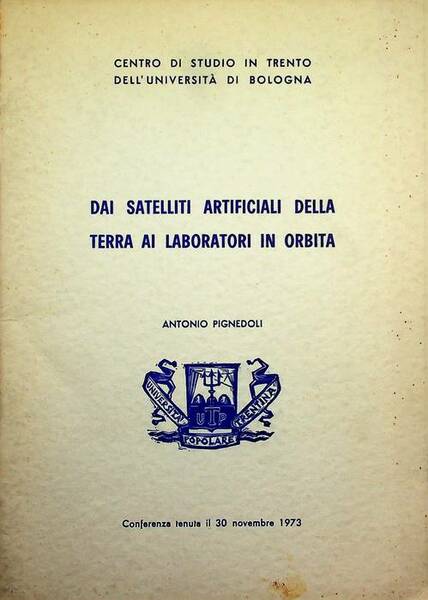 CENTRO DI STUDIO IN TRENTO
DELL'UNIVERSITÀ DI BOLOGNA
DAI SATELLITI ARTIFICIALI DELLA
TERRA AI LABORATORI IN ORBITA
ANTONIO PIGNEDOLI
UTP
UNIVERSITÀ
POPOLARE
TRENTINA
Conferenza tenuta il 30 novembre 1973